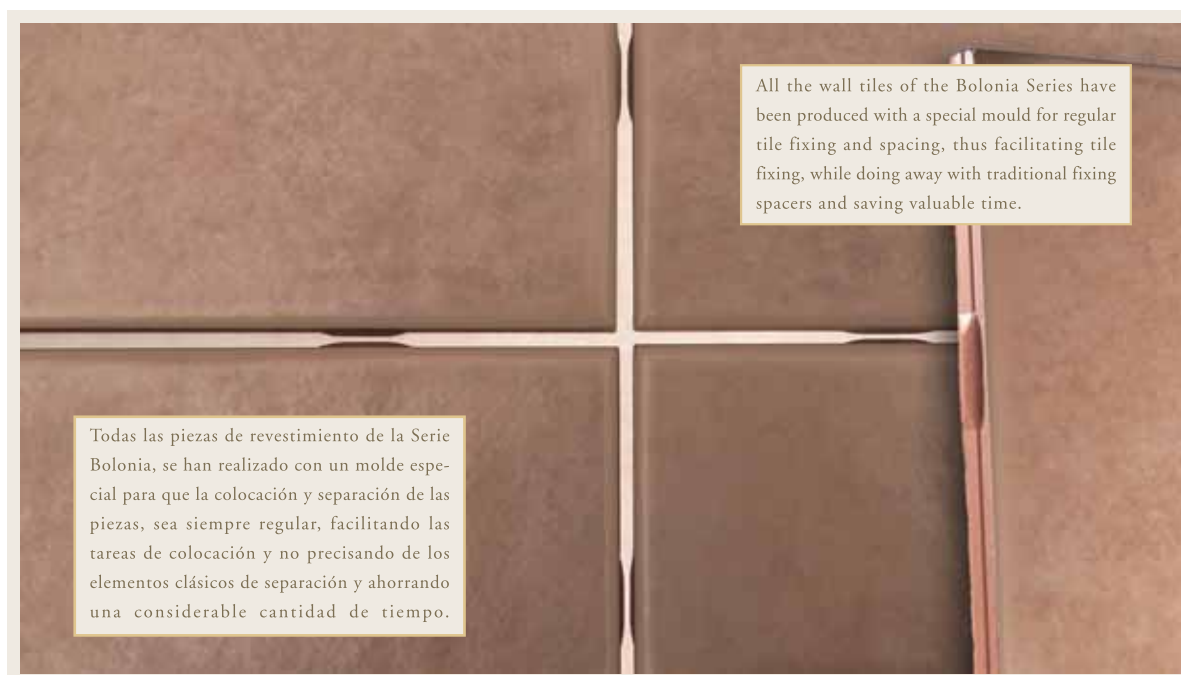 All the wall tiles of the Bolonia Series have
been produced with a special mould for regular
tile fixing and spacing, thus facilitating tile
fixing, while doing away with traditional fixing
spacers and saving valuable time.
Todas las piezas de revestimiento de la Serie
Bolonia, se han realizado con un molde espe-
cial para que la colocación y separación de las
piezas, sea siempre regular, facilitando las
tareas de colocación y no precisando de los
elementos clásicos de separación y ahorrando
una considerable cantidad de tiempo.